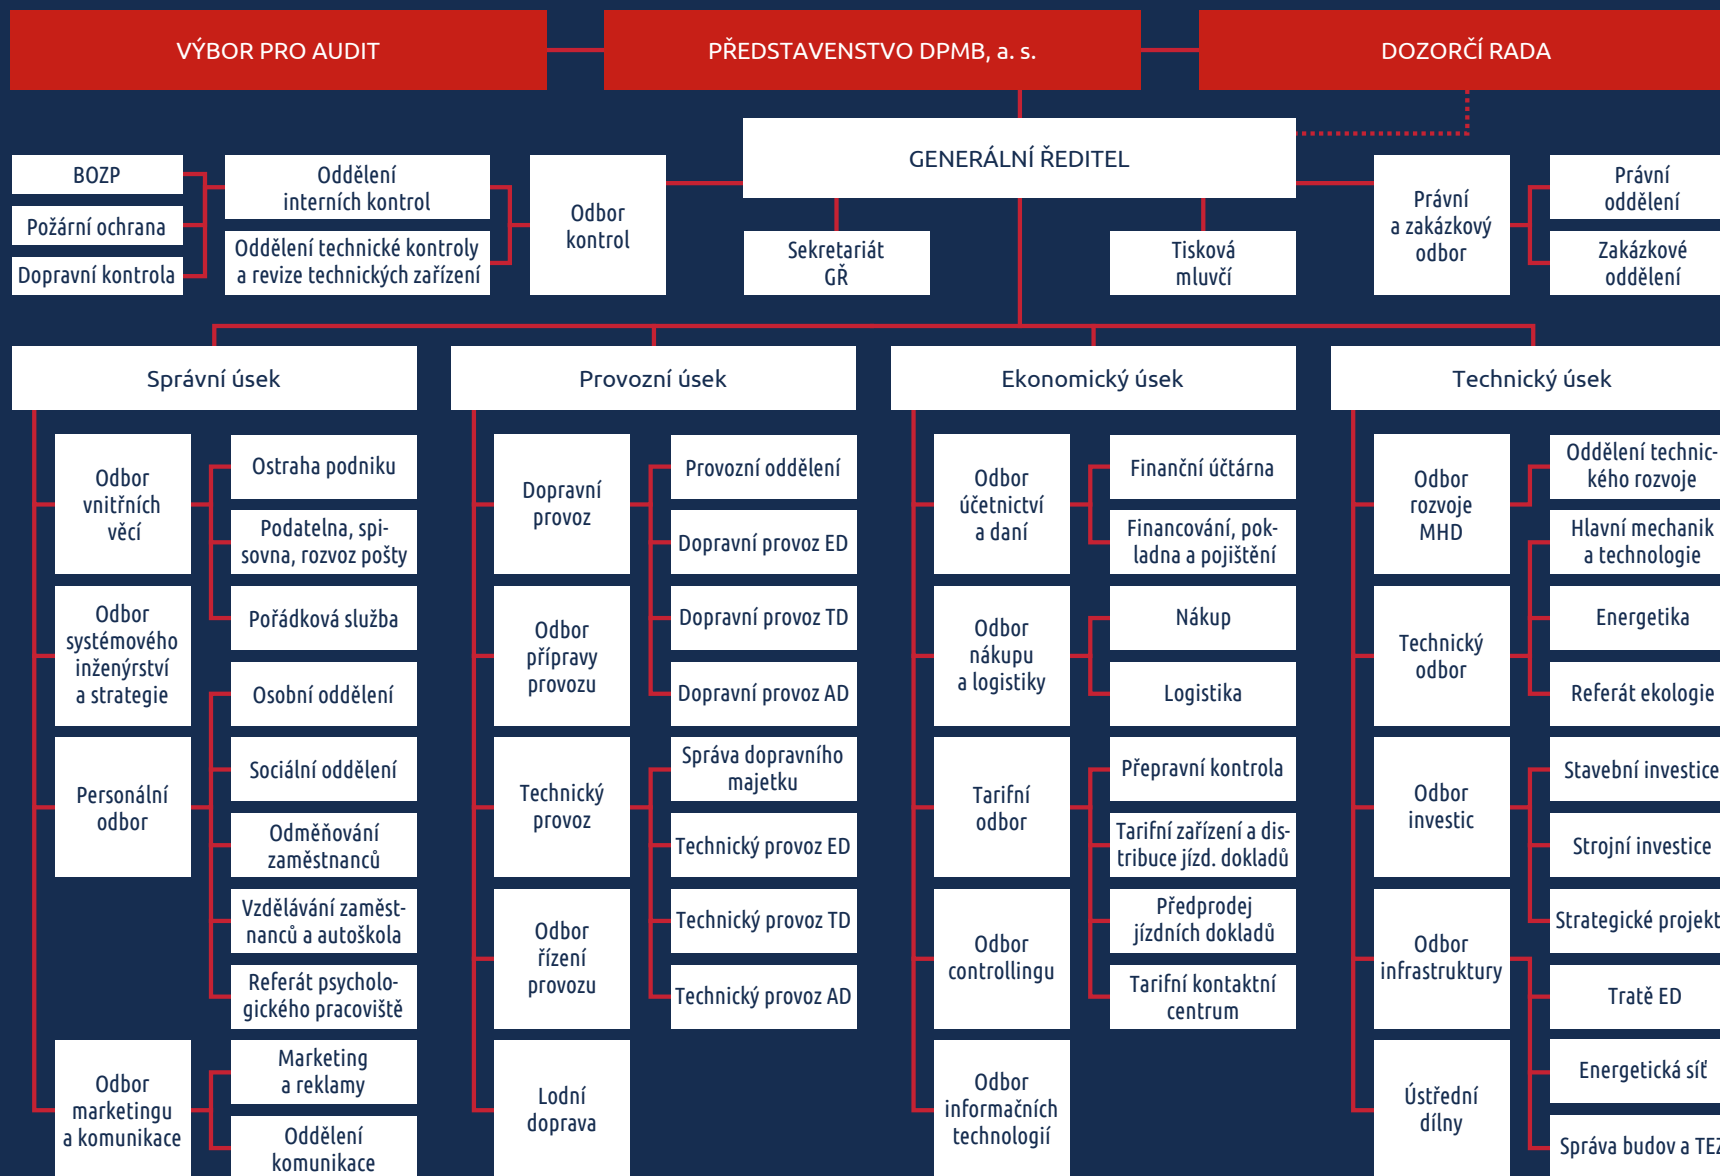 VÝBOR PRO AUDIT
PŘEDSTAVENSTVO DPMB, a. s.
DOZORČÍ RADA
GENERÁLNÍ ŘEDITEL
BOZP
Požární ochrana
Dopravní kontrola
Oddělení
interních kontrol
Oddělení technické kontroly
a revize technických zařízení
Odbor
kontrol
Sekretariát
GŘ
Tisková
mluvčí
Právní
a zakázkový
odbor
Právní
oddělení
Zakázkové
oddělení
Správní úsek
Provozní úsek
Ekonomický úsek
Technický úsek
Odbor
vnitřních
věcí
Ostraha podniku
Podatelna, spi-
sovna, rozvoz pošty
Pořádková služba
Odbor
systémového
inženýrství
a strategie
Personální
odbor
Osobní oddělení
Sociální oddělení
Odměňování
zaměstnanců
Vzdělávání zaměst-
nanců a autoškola
Referát psycholo-
gického pracoviště
Odbor
marketingu
a komunikace
Marketing
a reklamy
Oddělení
komunikace
Dopravní
provoz
Provozní oddělení
Dopravní provoz ED
Dopravní provoz TD
Dopravní provoz AD
Odbor
přípravy
provozu
Technický
provoz
Správa dopravního
majetku
Technický provoz ED
Technický provoz TD
Technický provoz AD
Odbor
řízení
provozu
Lodní
doprava
Odbor
účetnictví
a daní
Finanční účtárna
Financování, pok-
ladna a pojištění
Odbor
nákupu
a logistiky
Nákup
Logistika
Tarifní
odbor
Přepravní kontrola
Tarifní zařízení a dis-
tribuce jízd. dokladů
Předprodej
jízdních dokladů
Tarifní kontaktní
centrum
Odbor
controllingu
Odbor
informačních
technologií
Odbor
rozvoje
MHD
Oddělení technic-
kého rozvoje
Technický
odbor
Hlavní mechanik
a technologie
Energetika
Referát ekologie
Odbor
investic
Stavební investice
Strojní investice
Strategické projekt
Odbor
infrastruktury
Tratě ED
Energetická síť
Správa budov a TEZ
Ústřední
dílny